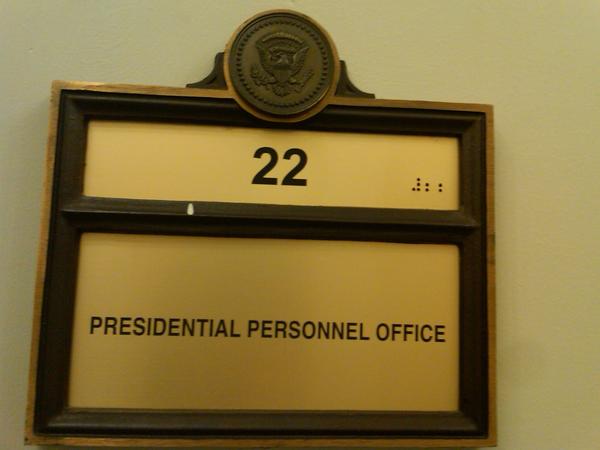 22
⠼⠃⠃
PRESIDENTIAL PERSONNEL OFFICE